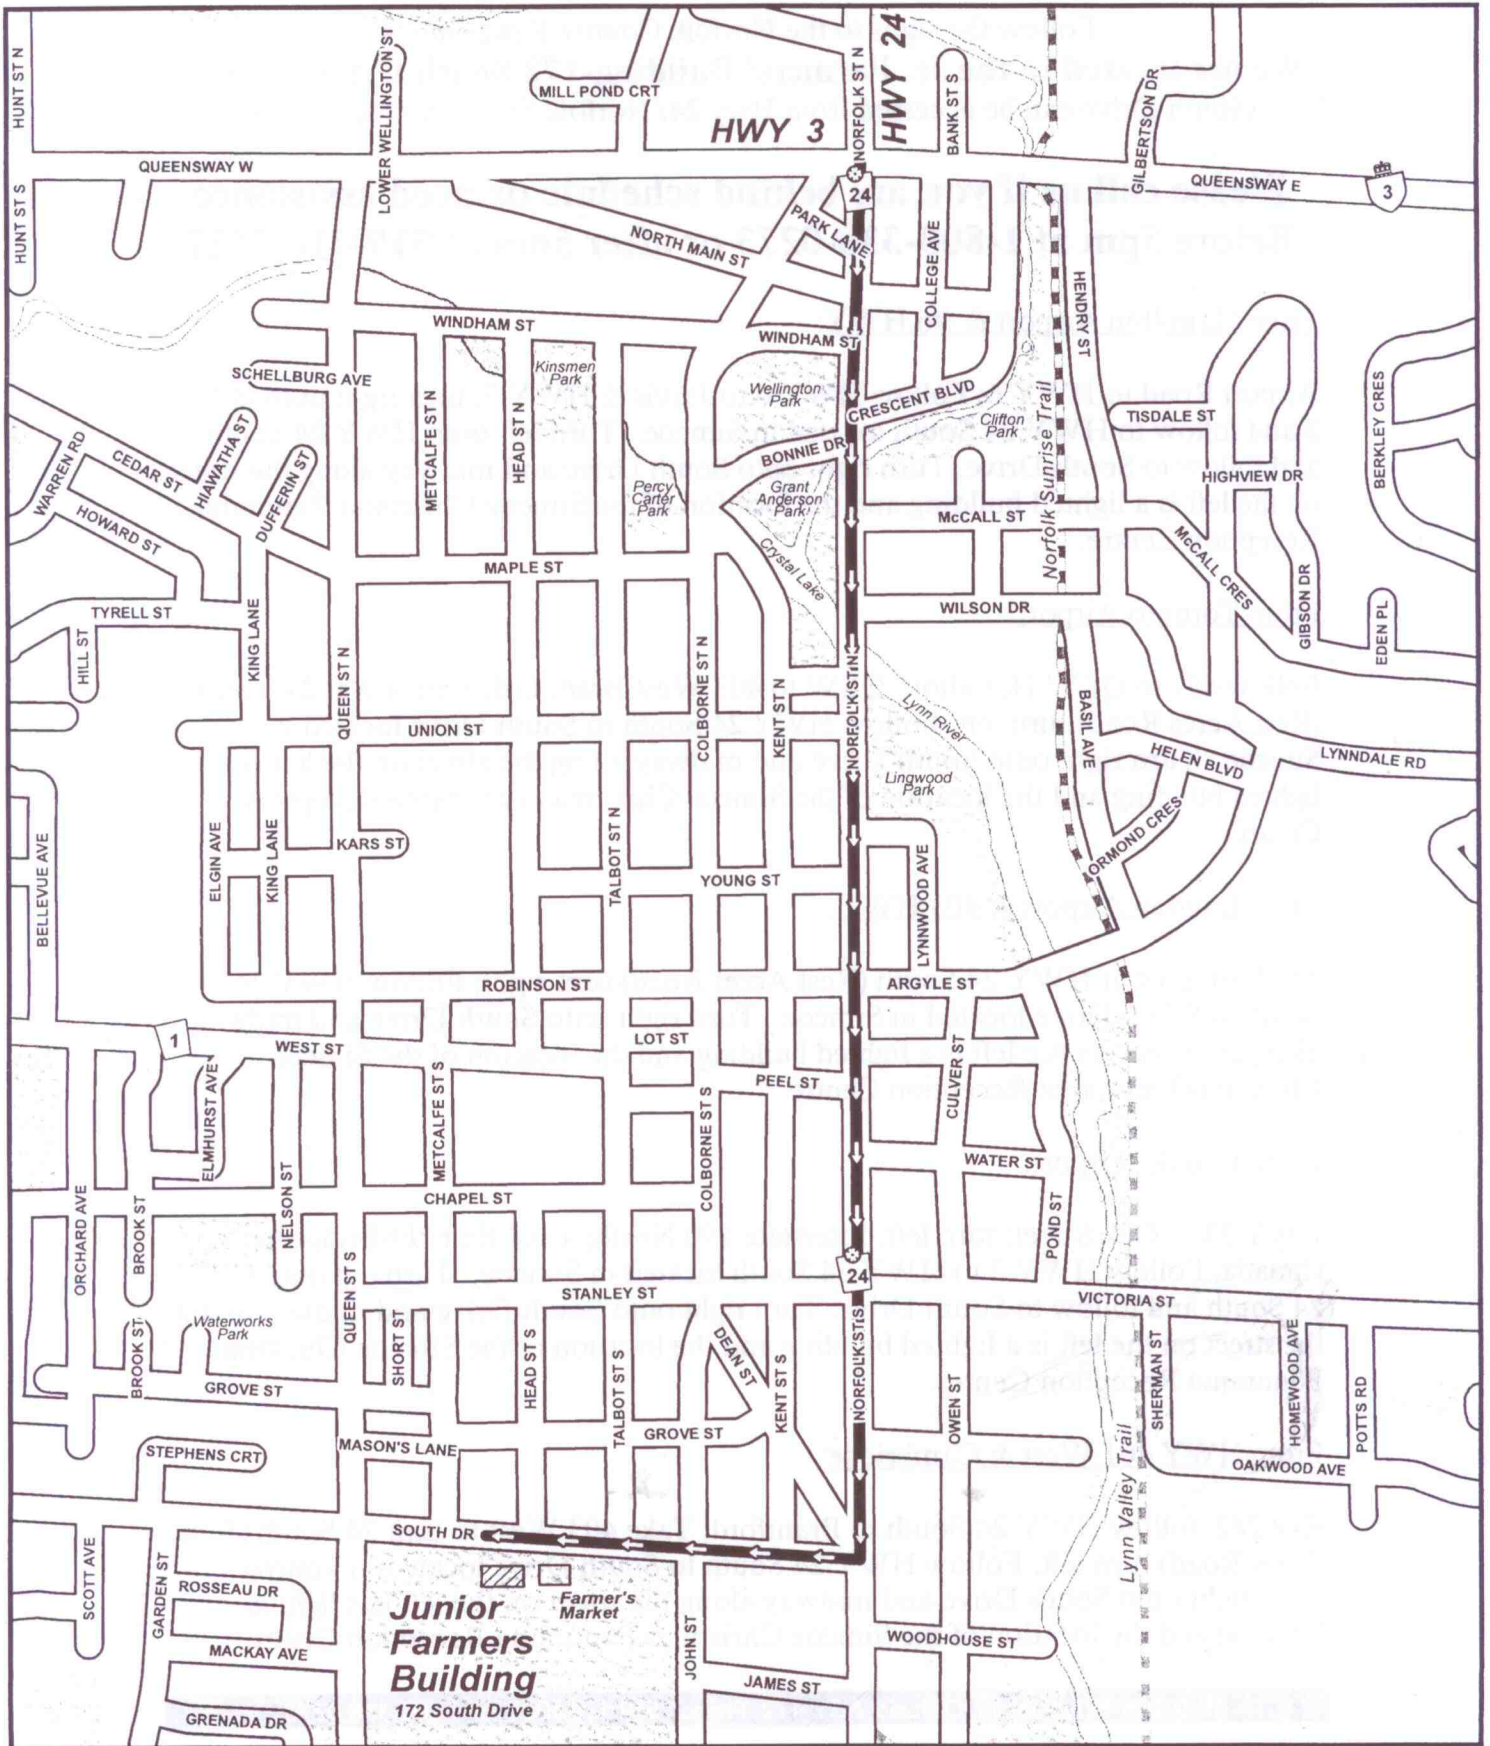 HUNT ST N
LOWER WELLINGTON ST
MILL POND CRT
HWY 3
NORFOLK ST N
HWY 24
BANK ST S
GILBERTSON DR
QUEENSWAY W
QUEENSWAY E
3
HUNT ST S
24
PARK LANE
NORTH MAIN ST
COLLEGE AVE
HENDRY ST
WINDHAM ST
WINDHAM ST
SCHELLBURG AVE
Kinsmen
Park
Wellington
Park
CRESCENT BLVD
Clifton
Park
TISDALE ST
BERKLEY CRES
WARREN RD
CEDAR ST
HIAWATHA ST
DUFFERIN ST
METCALFE ST N
HEAD ST N
BONNIE DR
Norfolk Sunrise Trail
HIGHVIEW DR
HOWARD ST
Percy
Carter
Park
Grant
Anderson
Park
McCALL ST
McCALL CRES
Crystal Lake
MAPLE ST
GIBSON DR
TYRELL ST
WILSON DR
EDEN PL
HILL ST
KING LANE
QUEEN ST N
COLBORNE ST N
KENT ST N
NORFOLK ST N
Lynn River
BASIL AVE
UNION ST
HELEN BLVD
LYNNDALE RD
Lingwood
Park
ORMOND CRES
BELLEVUE AVE
ELGIN AVE
KING LANE
KARS ST
TALBOT ST N
YOUNG ST
LYNNWOOD AVE
ROBINSON ST
ARGYLE ST
1
WEST ST
LOT ST
PEEL ST
CULVER ST
ELMHURST AVE
METCALFE ST S
COLBORNE ST S
WATER ST
CHAPEL ST
ORCHARD AVE
BROOK ST
NELSON ST
POND ST
QUEEN ST S
24
STANLEY ST
VICTORIA ST
Waterworks
Park
BROOK ST
SHORT ST
HEAD ST S
TALBOT ST S
DEAN ST
KENT ST S
NORFOLK ST S
OWEN ST
SHERMAN ST
HOMEWOOD AVE
POTTS RD
GROVE ST
GROVE ST
STEPHENS CRT
MASON'S LANE
OAKWOOD AVE
Lynn Valley Trail
SOUTH DR
SCOTT AVE
GARDEN ST
ROSSEAU DR
Farmer's
Market
Junior
Farmers
Building
172 South Drive
JOHN ST
WOODHOUSE ST
MACKAY AVE
JAMES ST
GRENADA DR